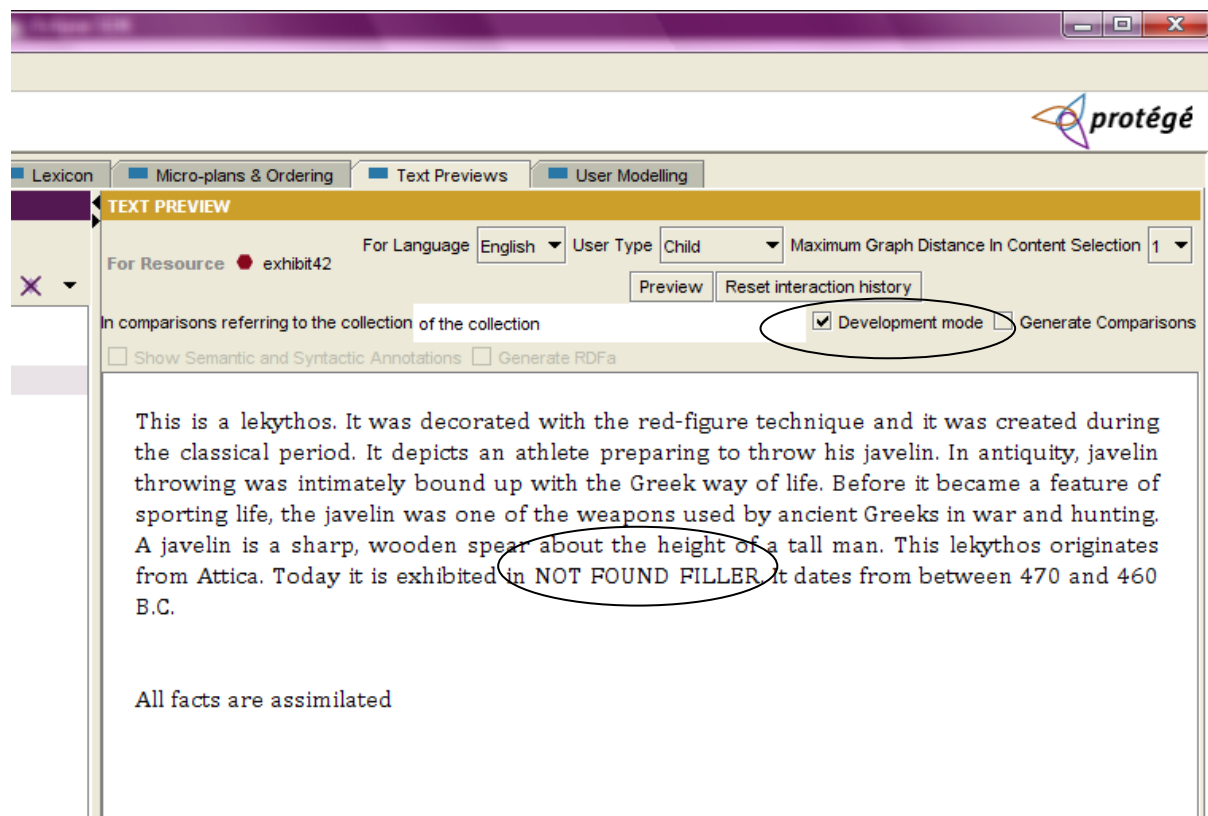 protégé
Lexicon Micro-plans & Ordering Text Previews User Modelling
TEXT PREVIEW
For Resource exhibit42 For Language English User Type Child Maximum Graph Distance In Content Selection 1
Preview Reset interaction history
In comparisons referring to the collection of the collection Development mode Generate Comparisons
Show Semantic and Syntactic Annotations Generate RDFa
This is a lekythos. It was decorated with the red-figure technique and it was created during
the classical period. It depicts an athlete preparing to throw his javelin. In antiquity, javelin
throwing was intimately bound up with the Greek way of life. Before it became a feature of
sporting life, the javelin was one of the weapons used by ancient Greeks in war and hunting.
A javelin is a sharp, wooden spear about the height of a tall man. This lekythos originates
from Attica. Today it is exhibited in NOT FOUND FILLER. It dates from between 470 and 460
B.C.
All facts are assimilated